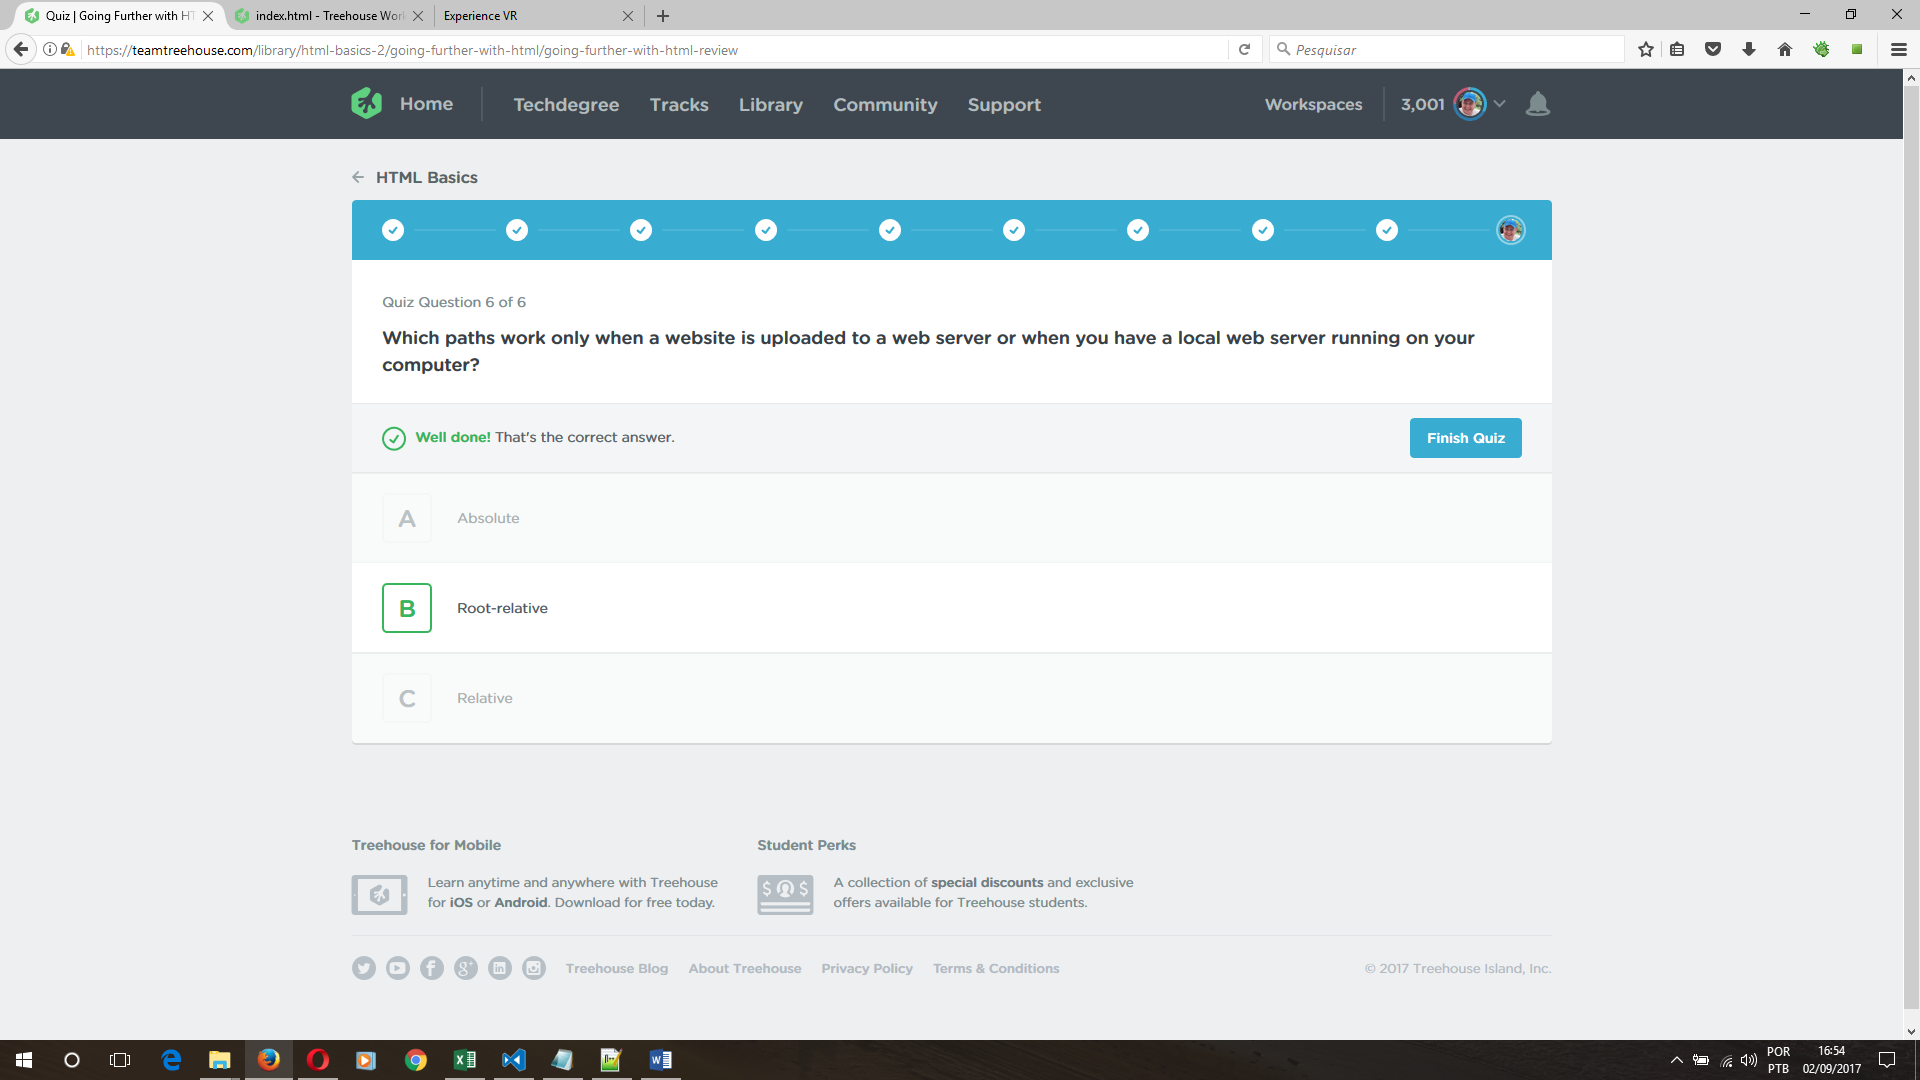 Quiz | Going Further with HT
index.html - Treehouse Wor
Experience VR
https://teamtreehouse.com/library/html-basics-2/going-further-with-html/going-further-with-html-review
Pesquisar
Home
Techdegree
Tracks
Library
Community
Support
Workspaces
3,001
HTML Basics
Quiz Question 6 of 6
Which paths work only when a website is uploaded to a web server or when you have a local web server running on your
computer?
Well done! That's the correct answer.
Finish Quiz
A
Absolute
B
Root-relative
C
Relative
Treehouse for Mobile
Learn anytime and anywhere with Treehouse
for iOS or Android. Download for free today.
Student Perks
A collection of special discounts and exclusive
offers available for Treehouse students.
Treehouse Blog
About Treehouse
Privacy Policy
Terms & Conditions
© 2017 Treehouse Island, Inc.
POR
PTB
16:54
02/09/2017